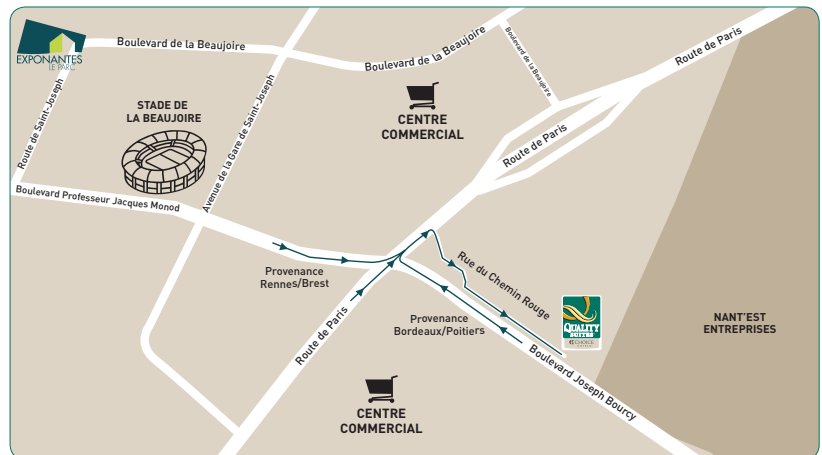 EXPONANTES
LE PARC
Boulevard de la Beaujoire
Boulevard de la Beaujoire
Boulevard de la Beaujoire
Route de Paris
Route de Saint-Joseph
STADE DE
LA BEAUJOIRE
Avenue de la Gare de Saint-Joseph
CENTRE
COMMERCIAL
Route de Paris
Boulevard Professeur Jacques Monod
Provenance
Rennes/Brest
Rue du Chemin Rouge
Route de Paris
Provenance
Bordeaux/Poitiers
QUALITY
SUITES
CHOICE
NANT'EST
ENTREPRISES
Boulevard Joseph Bourcy
CENTRE
COMMERCIAL